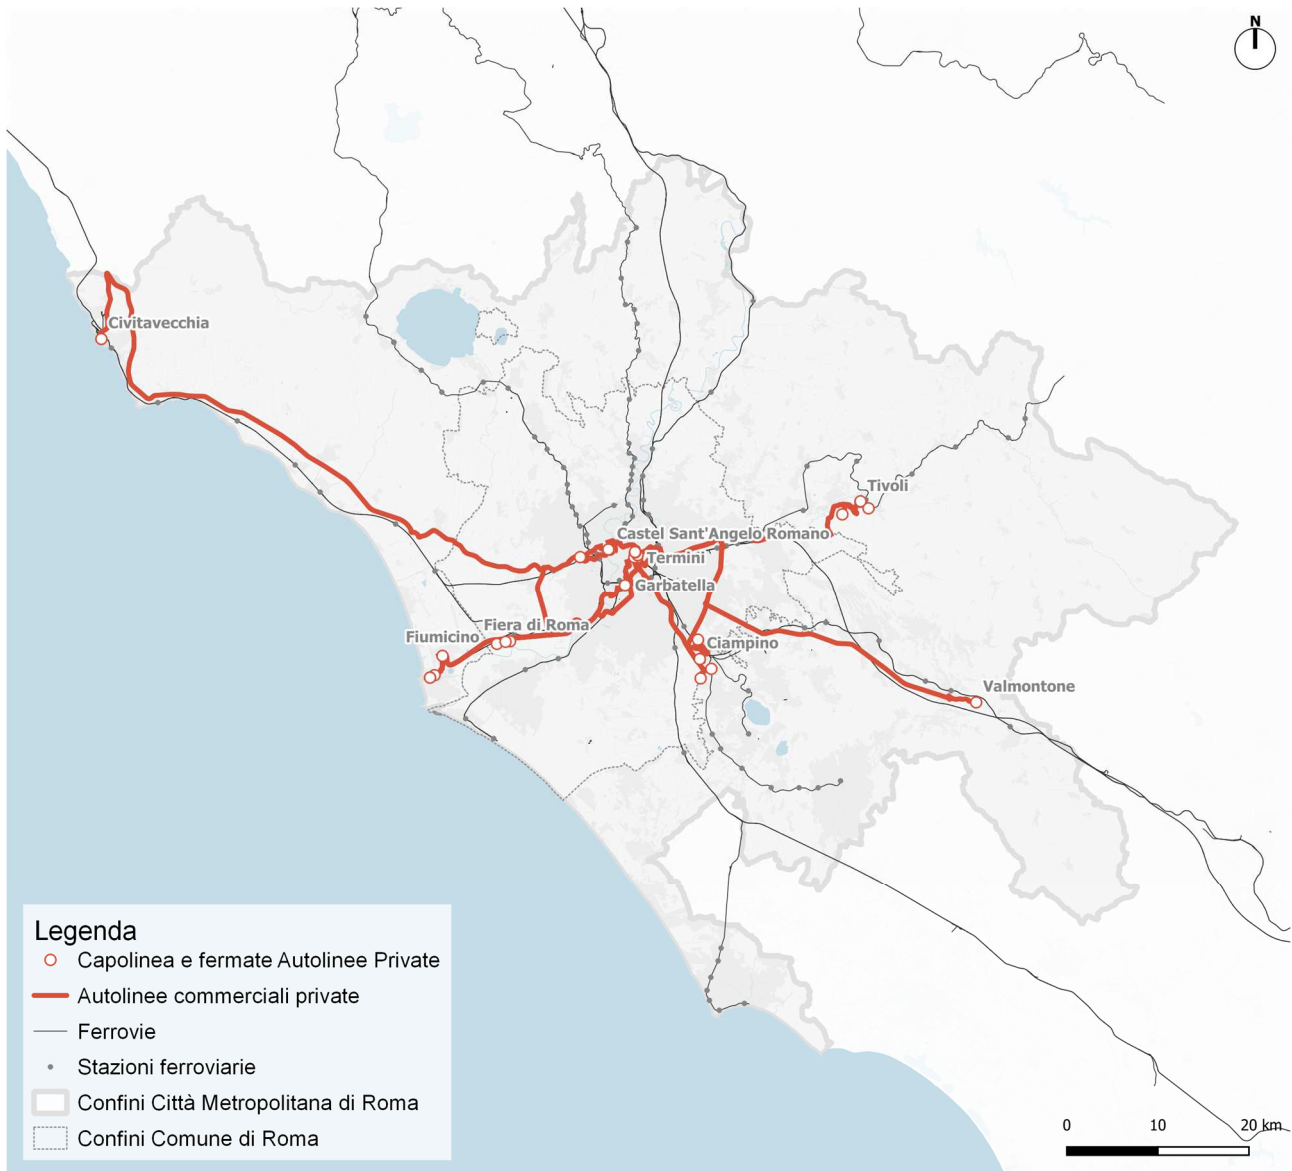 N
Civitavecchia
Tivoli
Castel Sant'Angelo Romano
Termini
Garbatella
Fiera di Roma
Fiumicino
Ciampino
Valmontone
Legenda
Capolinea e fermate Autolinee Private
Autolinee commerciali private
Ferrovie
Stazioni ferroviarie
Confini Città Metropolitana di Roma
Confini Comune di Roma
0 10 20 km